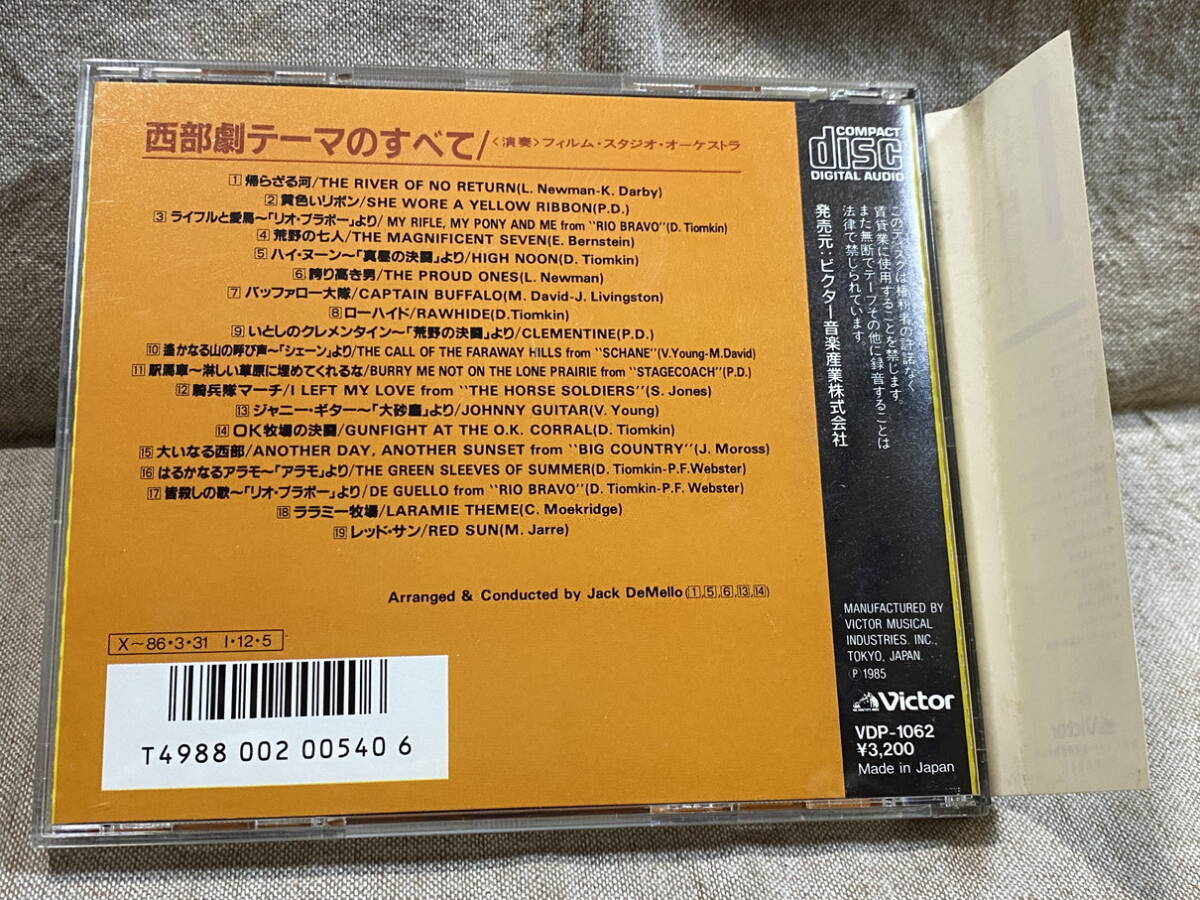 西部劇テーマのすべて/〈演奏〉フィルム・スタジオ・オーケストラ
1 帰らざる河/THE RIVER OF NO RETURN(L. Newman-K. Darby)
2 黄色いリボン/SHE WORE A YELLOW RIBBON(P.D.)
3 ライフルと愛馬〜「リオ・ブラボー」より/ MY RIFLE, MY PONY AND ME from "RIO BRAVO"(D. Tiomkin)
4 荒野の七人/THE MAGNIFICENT SEVEN(E. Bernstein)
5 ハイ・ヌーン〜「真昼の決闘」より/HIGH NOON(D. Tiomkin)
6 誇り高き男/THE PROUD ONES(L. Newman)
7 バッファロー大隊/CAPTAIN BUFFALO(M. David-J. Livingston)
8 ローハイド/RAWHIDE(D.Tiomkin)
9 いとしのクレメンタイン〜「荒野の決闘」より/CLEMENTINE(P.D.)
10 遙かなる山の呼び声〜「シェーン」より/THE CALL OF THE FARAWAY HILLS from "SCHANE"(V.Young-M.David)
11 駅馬車〜淋しい草原に埋めてくれるな/BURRY ME NOT ON THE LONE PRAIRIE from "STAGECOACH"(P.D.)
12 騎兵隊マーチ/I LEFT MY LOVE from "THE HORSE SOLDIERS"(S. Jones)
13 ジャニー・ギター〜「大砂塵」より/JOHNNY GUITAR(V. Young)
14 OK牧場の決闘/GUNFIGHT AT THE O.K. CORRAL(D. Tiomkin)
15 大いなる西部/ANOTHER DAY, ANOTHER SUNSET from "BIG COUNTRY"(J. Moross)
16 はるかなるアラモ〜「アラモ」より/THE GREEN SLEEVES OF SUMMER(D. Tiomkin-P.F. Webster)
17 皆殺しの歌〜「リオ・ブラボー」より/DE GUELLO from "RIO BRAVO"(D. Tiomkin-P.F. Webster)
18 ララミー牧場/LARAMIE THEME(C. Moekridge)
19 レッド・サン/RED SUN(M. Jarre)
Arranged & Conducted by Jack DeMello(1,5,6,13,14)
X〜86・3・31 I・12・5
T4988 002 00540 6
COMPACT
disc
DIGITAL AUDIO
このディスクは権利者の許諾なく
賃貸業に使用することを禁じます。
また無断でテープその他に録音することは
法律で禁じられています。
発売元：ビクター音楽産業株式会社
MANUFACTURED BY
VICTOR MUSICAL
INDUSTRIES. INC.,
TOKYO, JAPAN.
Ⓟ 1985
Victor
VDP-1062
¥3,200
Made in Japan